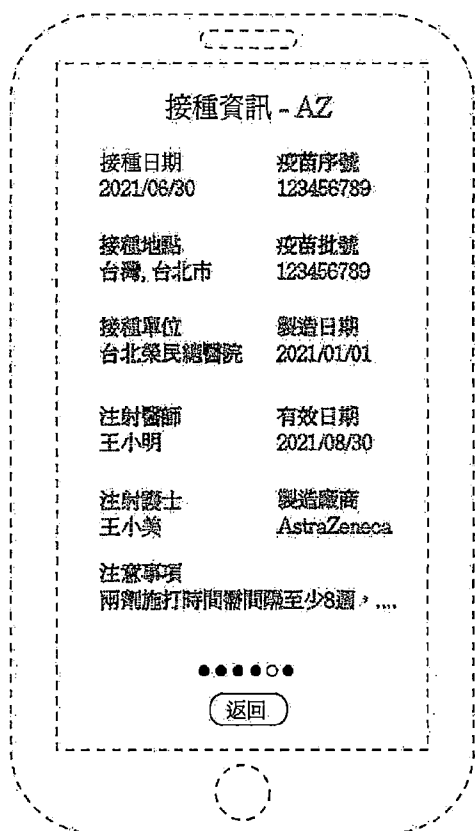 接種資訊 - AZ
接種日期
2021/06/30
疫苗序號
123456789
接種地點
台灣, 台北市
疫苗批號
123456789
接種單位
台北榮民總醫院
製造日期
2021/01/01
注射醫師
王小明
有效日期
2021/08/30
注射護士
王小美
製造廠商
AstraZeneca
注意事項
兩劑施打時間需間隔至少8週，....
返回